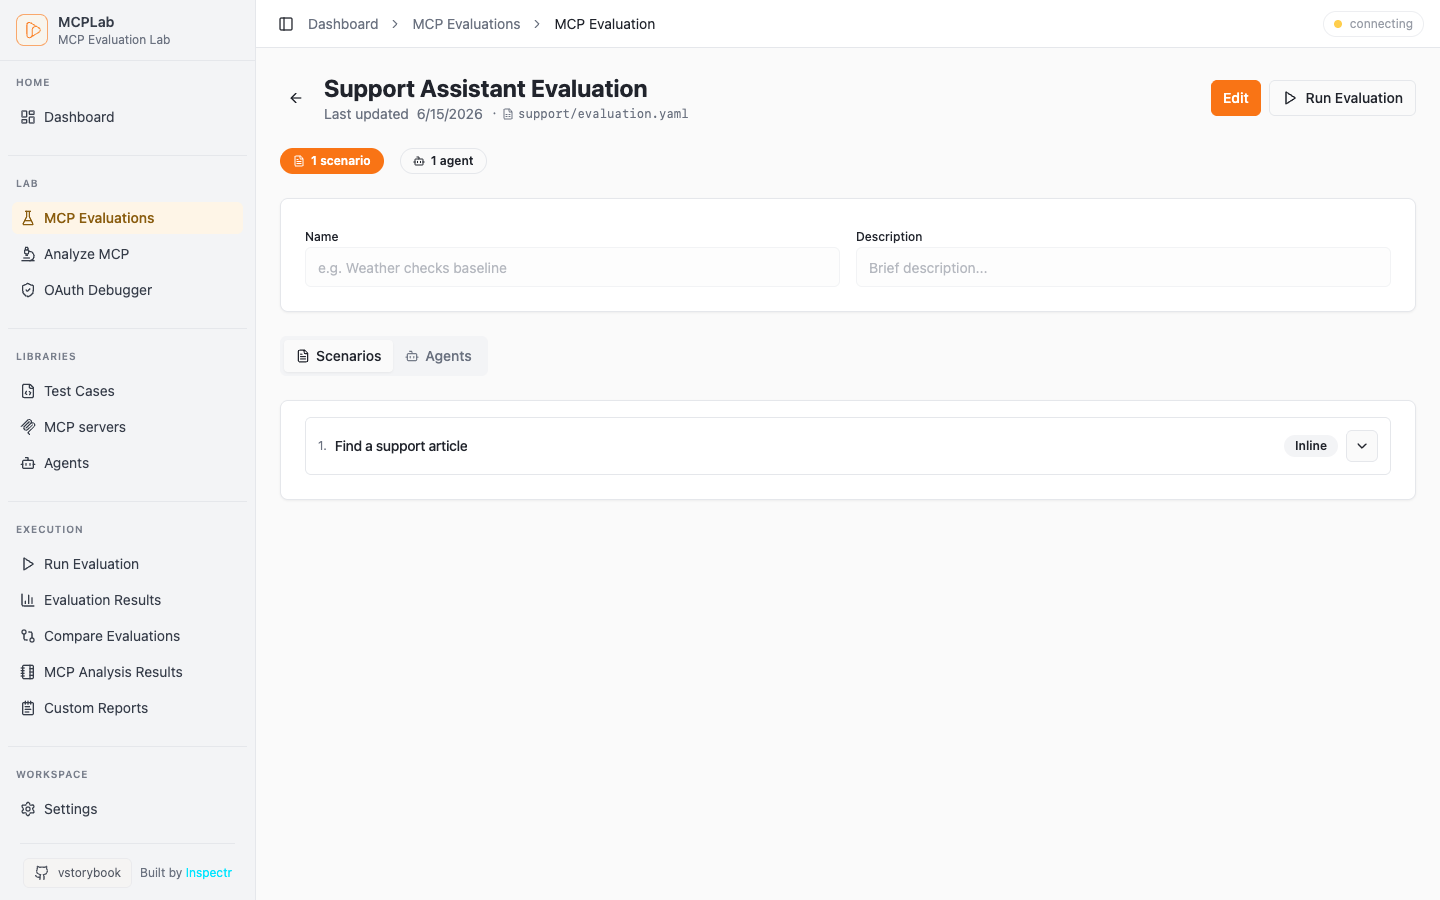 MCPLab
MCP Evaluation Lab
HOME
Dashboard
LAB
MCP Evaluations
Analyze MCP
OAuth Debugger
LIBRARIES
Test Cases
MCP servers
Agents
EXECUTION
Run Evaluation
Evaluation Results
Compare Evaluations
MCP Analysis Results
Custom Reports
WORKSPACE
Settings
vstorybook Built by Inspectr
Dashboard > MCP Evaluations > MCP Evaluation
connecting
Support Assistant Evaluation
Last updated 6/15/2026 · support/evaluation.yaml
Edit Run Evaluation
1 scenario 1 agent
Name Description
e.g. Weather checks baseline Brief description...
Scenarios Agents
1. Find a support article Inline